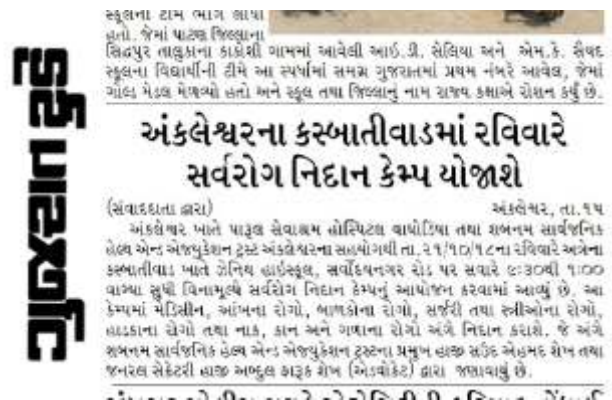 સ્કૂલના ટીમે ભાગ લીધો
હતો. જેમાં પાટણ જિલ્લાના
સિદ્ધપુર તાલુકાના કાકોશી ગામમાં આવેલી આઈ.ડી. સેલિયા અને એમ.કે. સૈયદ
સ્કૂલના વિદ્યાર્થીની ટીમે આ સ્પર્ધામાં સમગ્ર ગુજરાતમાં પ્રથમ નંબરે આવેલ, જેમાં
ગોલ્ડ મેડલ મેળવ્યો હતો અને સ્કૂલ તથા જિલ્લાનું નામ રાજ્ય કક્ષાએ રોશન કર્યું છે.
ગુજરાત ટુડે
અંકલેશ્વરના કસ્બાતીવાડમાં રવિવારે
સર્વરોગ નિદાન કેમ્પ યોજાશે
(સંવાદદાતા દ્વારા) અંકલેશ્વર, તા.૧૫
અંકલેશ્વર ખાતે પારૂલ સેવાશ્રમ હોસ્પિટલ વાઘોડિયા તથા શબનમ સાર્વજનિક
હેલ્થ એન્ડ એજ્યુકેશન ટ્રસ્ટ અંકલેશ્વરના સહયોગથી તા.૨૧/૧૦/૧૮ના રવિવારે અત્રેના
કસ્બાતીવાડ ખાતે ઝેનિથ હાઈસ્કૂલ, સર્વોદયનગર રોડ પર સવારે ૯:૩૦થી ૧:૦૦
વાગ્યા સુધી વિનામૂલ્યે સર્વરોગ નિદાન કેમ્પનું આયોજન કરવામાં આવ્યું છે. આ
કેમ્પમાં મેડિસીન, આંખના રોગો, બાળકોના રોગો, સર્જરી તથા સ્ત્રીઓના રોગો,
હાડકાના રોગો તથા નાક, કાન અને ગળાના રોગો અંગે નિદાન કરાશે. જે અંગે
શબનમ સાર્વજનિક હેલ્થ એન્ડ એજ્યુકેશન ટ્રસ્ટના પ્રમુખ હાજી સઈદ એહમદ શેખ તથા
જનરલ સેક્રેટરી હાજી અબ્દુલ ફારૂક શેખ (એડવોકેટ) દ્વારા જણાવાયું છે.